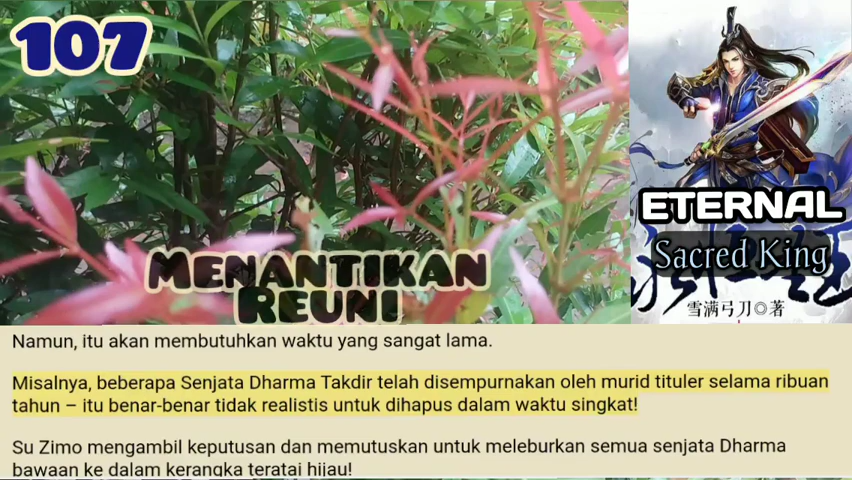 107
MENANTIKAN
REUNI
ETERNAL
Sacred King
雪满弓刀◎著
Namun, itu akan membutuhkan waktu yang sangat lama.
Misalnya, beberapa Senjata Dharma Takdir telah disempurnakan oleh murid tituler selama ribuan
tahun – itu benar-benar tidak realistis untuk dihapus dalam waktu singkat!
Su Zimo mengambil keputusan dan memutuskan untuk meleburkan semua senjata Dharma
bawaan ke dalam kerangka teratai hijau!